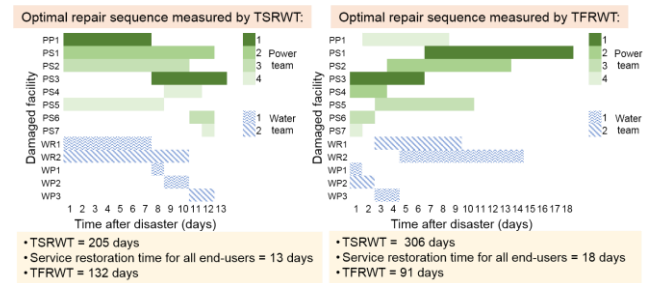 Optimal repair sequence measured by TSRWT:
PP1
PS1
PS2
PS3
PS4
PS5
PS6
PS7
WR1
WR2
WP1
WP2
WP3
Damaged facility
1
2 Power
3 team
4
1 Water
2 team
1 2 3 4 5 6 7 8 9 10 11 12 13
Time after disaster (days)
• TSRWT = 205 days
• Service restoration time for all end-users = 13 days
• TFRWT = 132 days
Optimal repair sequence measured by TFRWT:
PP1
PS1
PS2
PS3
PS4
PS5
PS6
PS7
WR1
WR2
WP1
WP2
WP3
Damaged facility
1
2 Power
3 team
4
1 Water
2 team
1 2 3 4 5 6 7 8 9 10 11 12 13 14 15 16 17 18
Time after disaster (days)
• TSRWT = 306 days
• Service restoration time for all end-users = 18 days
• TFRWT = 91 days